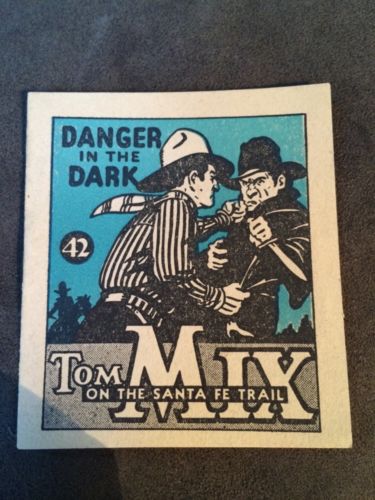 DANGER
IN THE
DARK
42
TOM MIX
ON THE SANTA FE TRAIL